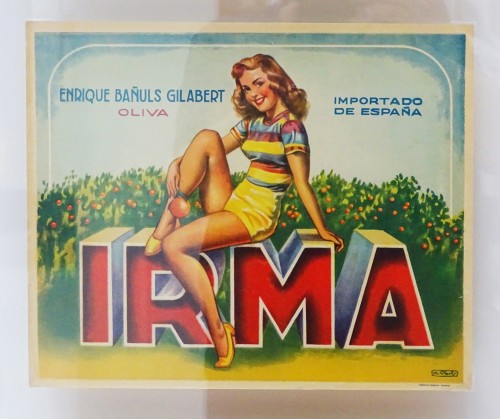 ENRIQUE BAÑULS GILABERT
OLIVA
IMPORTADO
DE ESPAÑA
IRMA